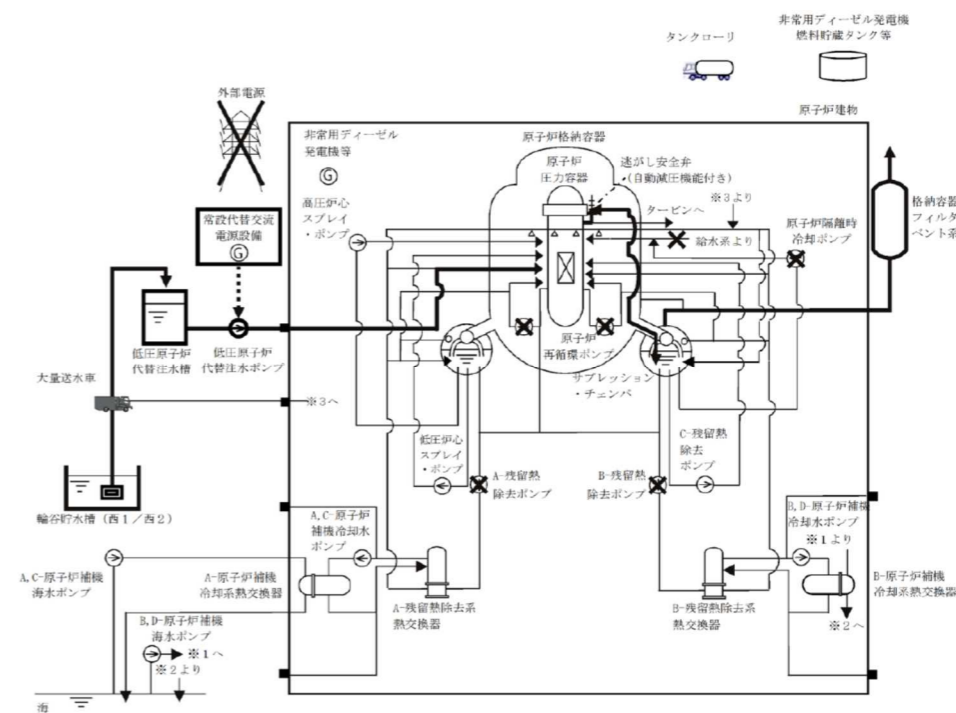 非常用ディーゼル発電機
燃料貯蔵タンク等
タンクローリ
原子炉建物
外部電源
非常用ディーゼル
発電機等
G
原子炉格納容器
原子炉
圧力容器
逃がし安全弁
(自動減圧機能付き)
※3より
タービンへ
給水系より
原子炉隔離時
冷却ポンプ
格納容器
フィルタ
ベント系
高圧炉心
スプレイ
・ポンプ
常設代替交流
電源設備
G
低圧原子炉
代替注水槽
低圧原子炉
代替注水ポンプ
原子炉
再循環ポンプ
サプレッション
・チェンバ
大量送水車
※3へ
低圧炉心
スプレイ
・ポンプ
A-残留熱
除去ポンプ
B-残留熱
除去ポンプ
C-残留熱
除去
ポンプ
輪谷貯水槽(西1/西2)
A,C-原子炉
補機冷却水
ポンプ
B,D-原子炉補機
冷却水ポンプ
※1より
A,C-原子炉補機
海水ポンプ
A-原子炉補機
冷却系熱交換器
A-残留熱除去系
熱交換器
B-残留熱除去系
熱交換器
B-原子炉補機
冷却系熱交換器
※2へ
B,D-原子炉補機
海水ポンプ
※1へ
※2より
海